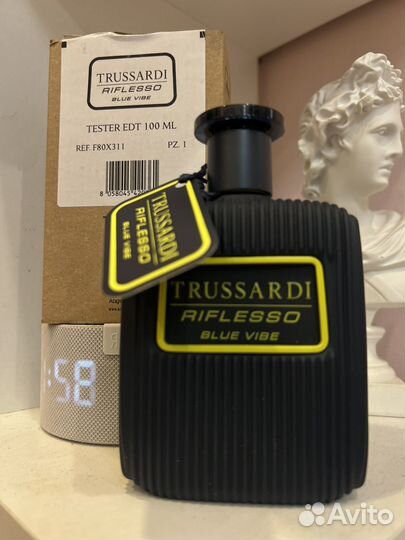 TRUSSARDI
RIFLESSO
BLUE VIBE
TESTER EDT 100 ML
REF. F80X311 PZ. 1
TRUSSARDI
RIFLESSO
BLUE VIBE
TRUSSARDI
RIFLESSO
BLUE VIBE
:58
Avito